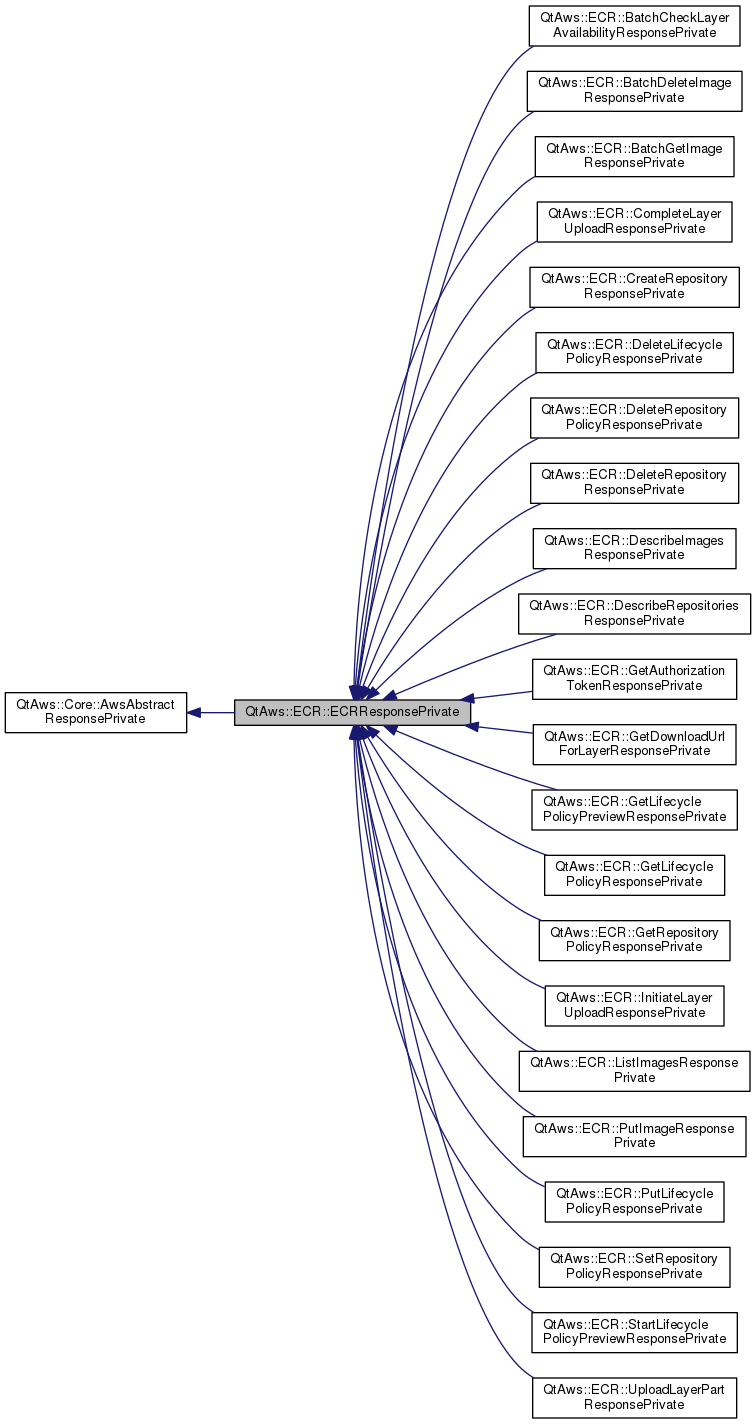 QtAws::ECR::BatchCheckLayer
AvailabilityResponsePrivate
QtAws::ECR::BatchDeleteImage
ResponsePrivate
QtAws::ECR::BatchGetImage
ResponsePrivate
QtAws::ECR::CompleteLayer
UploadResponsePrivate
QtAws::ECR::CreateRepository
ResponsePrivate
QtAws::ECR::DeleteLifecycle
PolicyResponsePrivate
QtAws::ECR::DeleteRepository
PolicyResponsePrivate
QtAws::ECR::DeleteRepository
ResponsePrivate
QtAws::ECR::DescribeImages
ResponsePrivate
QtAws::ECR::DescribeRepositories
ResponsePrivate
QtAws::ECR::GetAuthorization
TokenResponsePrivate
QtAws::Core::AwsAbstract
ResponsePrivate
QtAws::ECR::ECRResponsePrivate
QtAws::ECR::GetDownloadUrl
ForLayerResponsePrivate
QtAws::ECR::GetLifecycle
PolicyPreviewResponsePrivate
QtAws::ECR::GetLifecycle
PolicyResponsePrivate
QtAws::ECR::GetRepository
PolicyResponsePrivate
QtAws::ECR::InitiateLayer
UploadResponsePrivate
QtAws::ECR::ListImagesResponse
Private
QtAws::ECR::PutImageResponse
Private
QtAws::ECR::PutLifecycle
PolicyResponsePrivate
QtAws::ECR::SetRepository
PolicyResponsePrivate
QtAws::ECR::StartLifecycle
PolicyPreviewResponsePrivate
QtAws::ECR::UploadLayerPart
ResponsePrivate